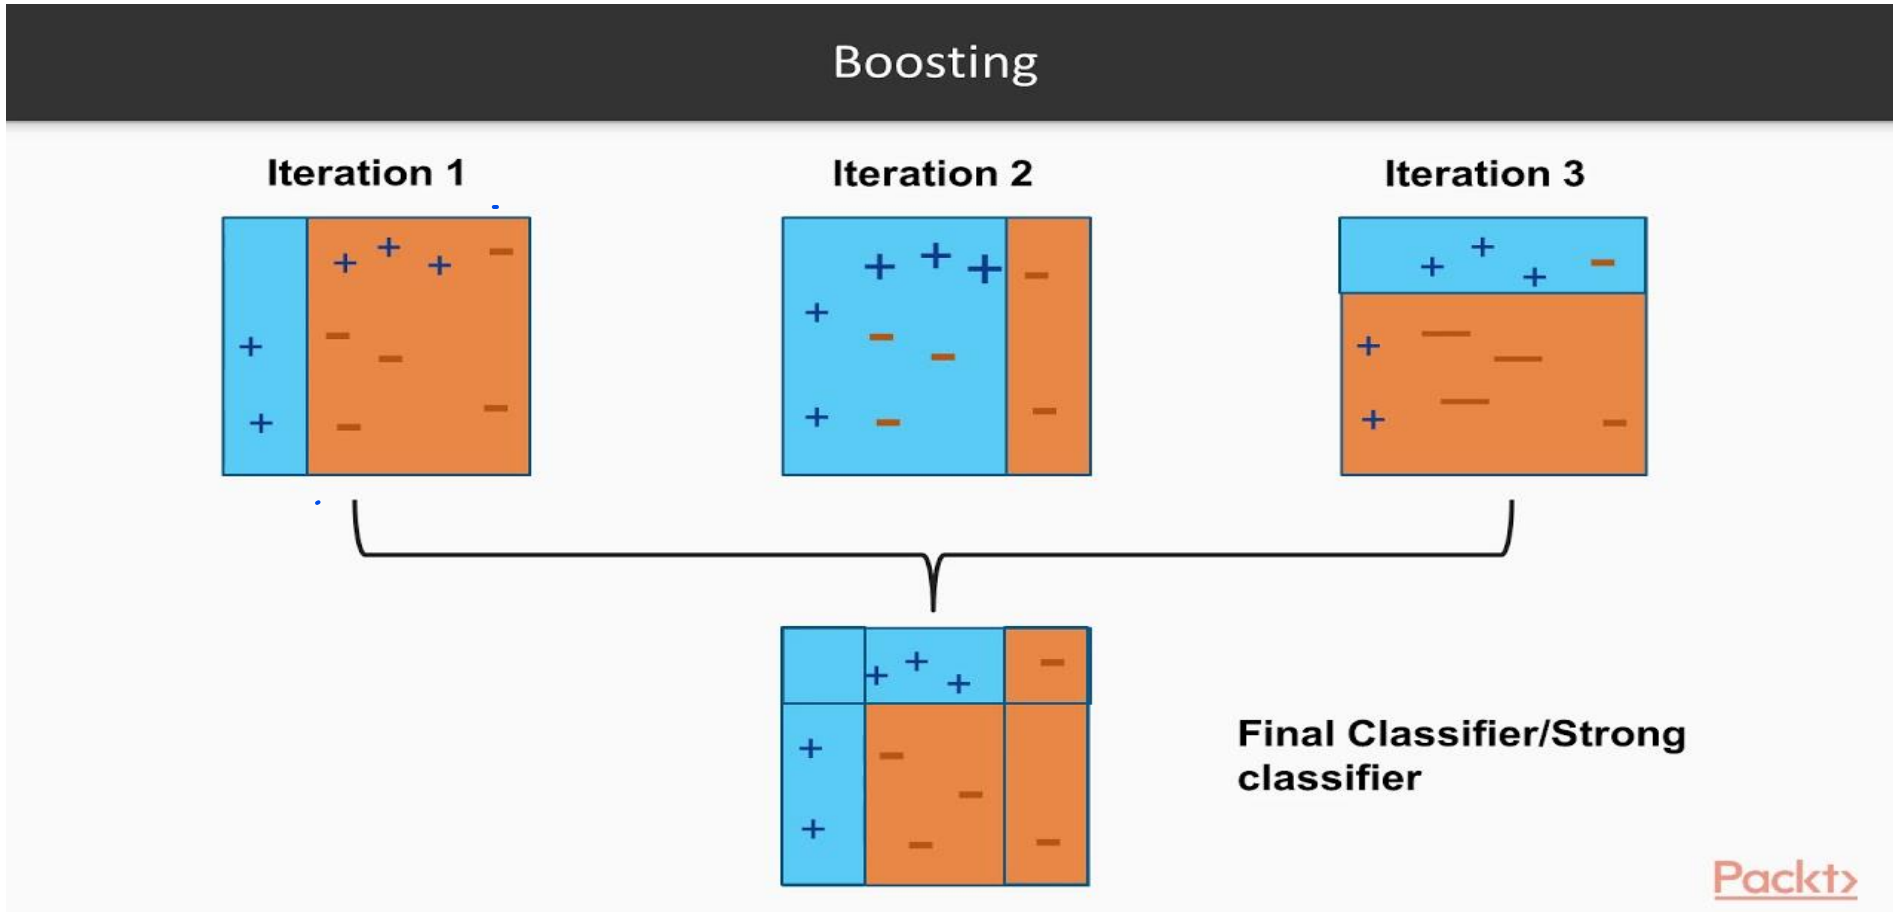 Boosting
Iteration 1
Iteration 2
Iteration 3
Final Classifier/Strong
classifier
Packt>